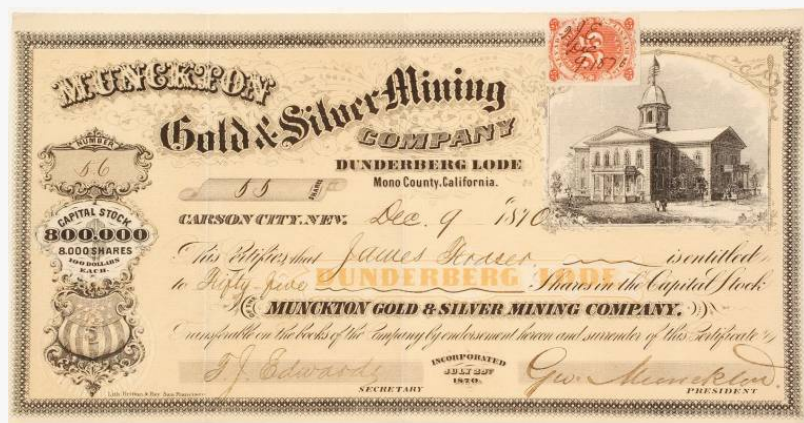 MUNCKTON
Gold & Silver Mining
COMPANY
DUNDERBERG LODE
Mono County, California.
NUMBER
56
55 SHARES
CARSON CITY, NEV. Dec. 9 1870
CAPITAL STOCK
800.000
8.000 SHARES
100 DOLLARS
EACH.
This Certifies that James is entitled
to Fifty-five Shares in the Capital Stock
DUNDERBERG LODE
MUNCKTON GOLD & SILVER MINING COMPANY.
Transferable on the books of the Company by endorsement hereon and surrender of this Certificate
T. J. Edwards
SECRETARY
INCORPORATED
1870.
Geo. Munckton
PRESIDENT
25